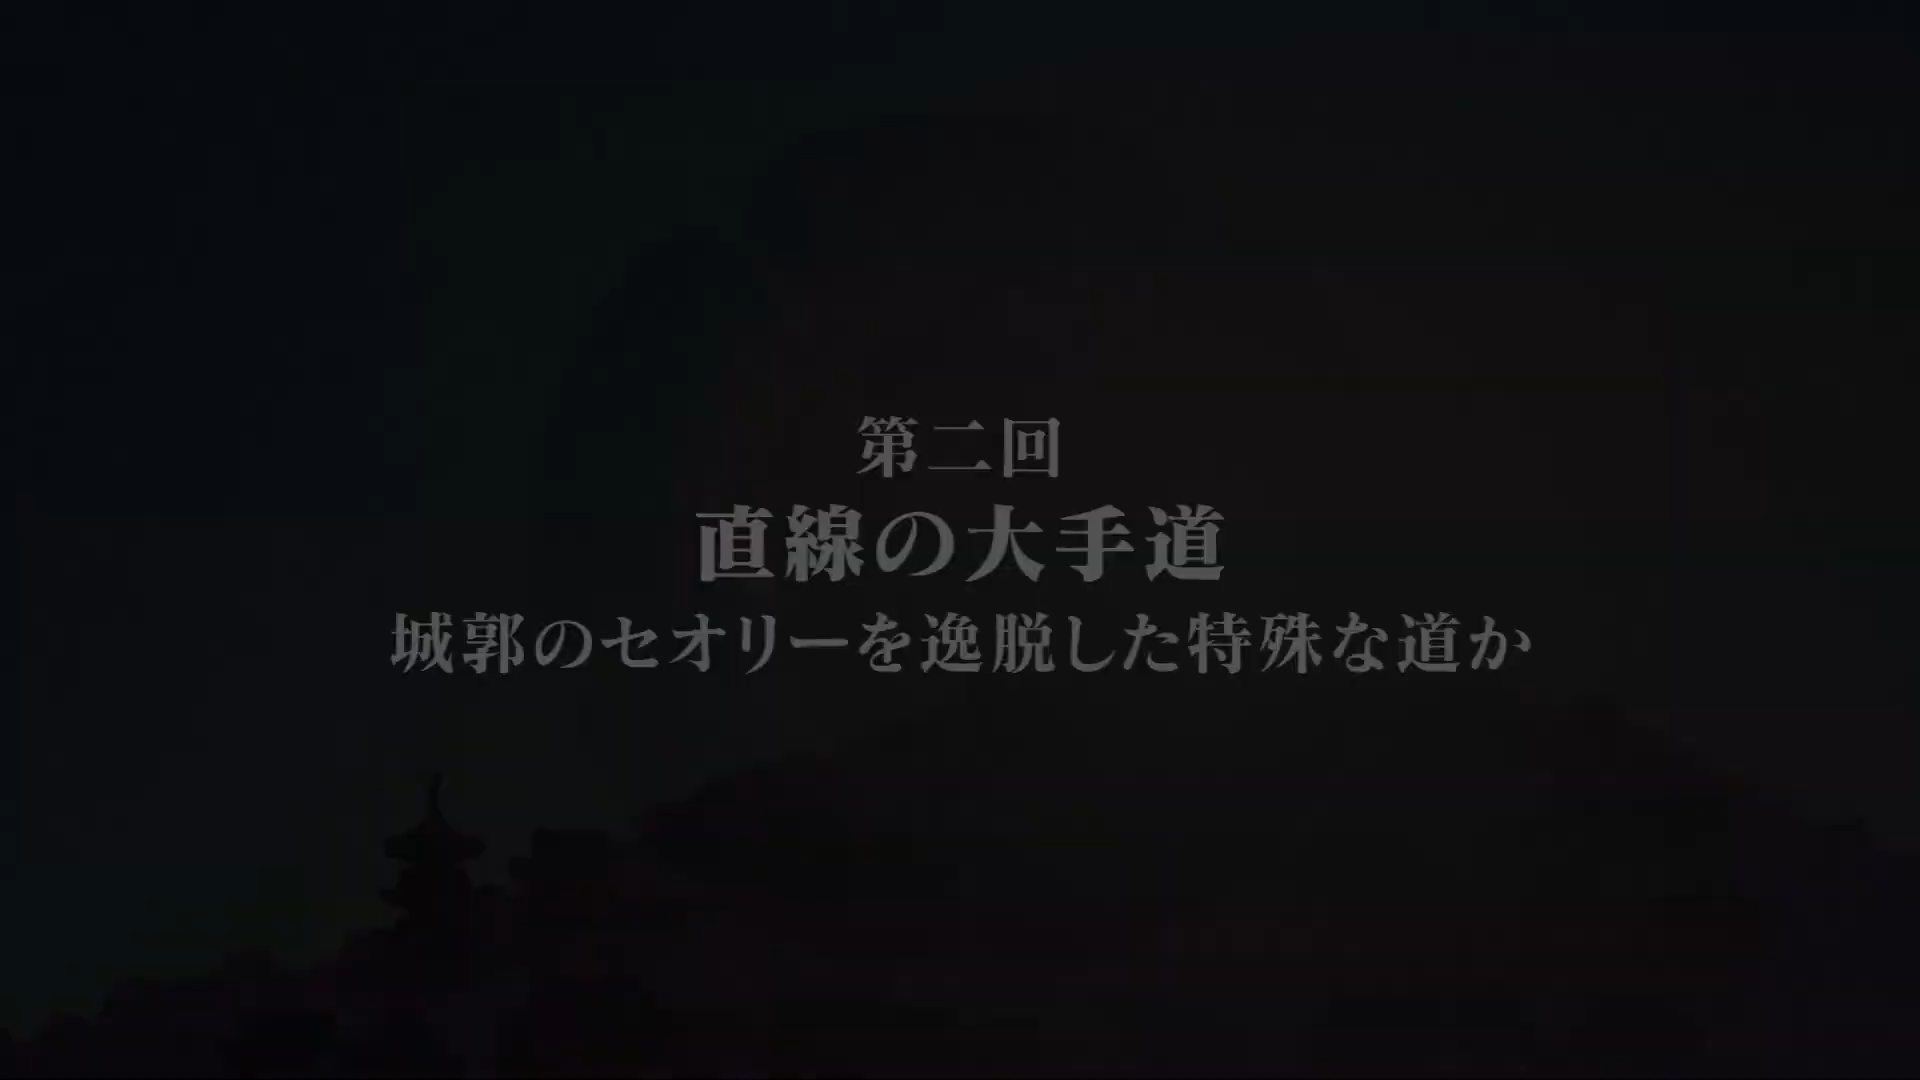 第二回
直線の大手道
城郭のセオリーを逸脱した特殊な道か